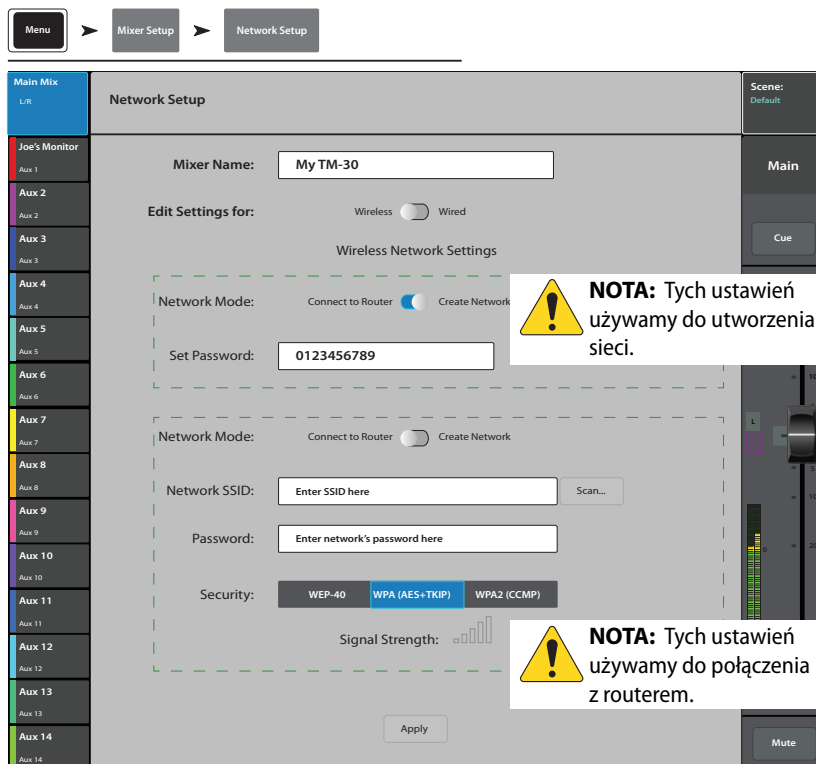 Menu
Mixer Setup
Network Setup
Main Mix
L/R
Network Setup
Scene:
Default
Joe's Monitor
Aux 1
Aux 2
Aux 2
Aux 3
Aux 3
Aux 4
Aux 4
Aux 5
Aux 5
Aux 6
Aux 6
Aux 7
Aux 7
Aux 8
Aux 8
Aux 9
Aux 9
Aux 10
Aux 10
Aux 11
Aux 11
Aux 12
Aux 12
Aux 13
Aux 13
Aux 14
Aux 14
Mixer Name:
My TM-30
Edit Settings for:
Wireless
Wired
Wireless Network Settings
Network Mode:
Connect to Router
Create Network
NOTA: Tych ustawień
używamy do utworzenia
sieci.
Set Password:
0123456789
Network Mode:
Connect to Router
Create Network
Network SSID:
Enter SSID here
Scan...
Password:
Enter network's password here
Security:
WEP-40
WPA (AES+TKIP)
WPA2 (CCMP)
Signal Strength:
NOTA: Tych ustawień
używamy do połączenia
z routerem.
Apply
Main
Cue
10
L
5
10
0
20
Mute